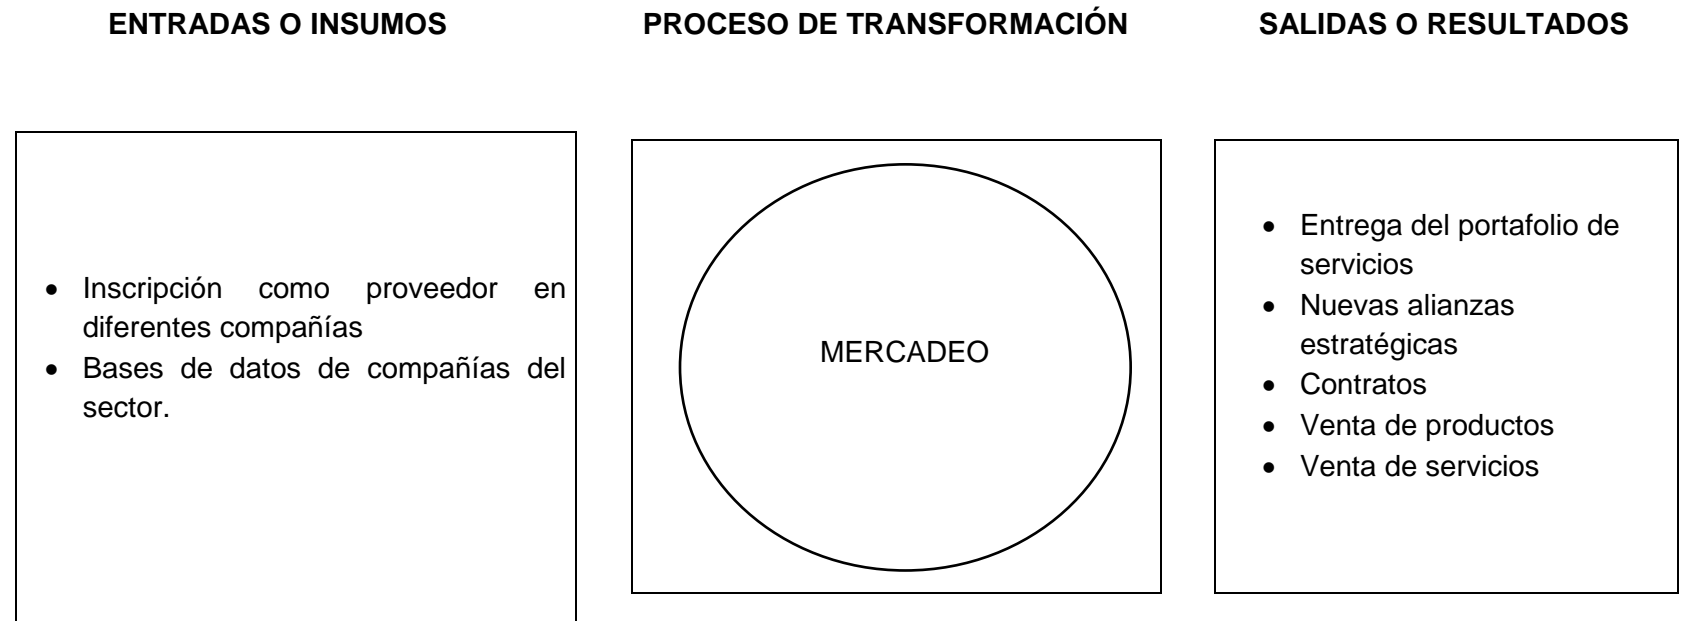 ENTRADAS O INSUMOS
PROCESO DE TRANSFORMACIÓN
SALIDAS O RESULTADOS
• Inscripción como proveedor en
diferentes compañías
• Bases de datos de compañías del
sector.
MERCADEO
• Entrega del portafolio de
servicios
• Nuevas alianzas
estratégicas
• Contratos
• Venta de productos
• Venta de servicios